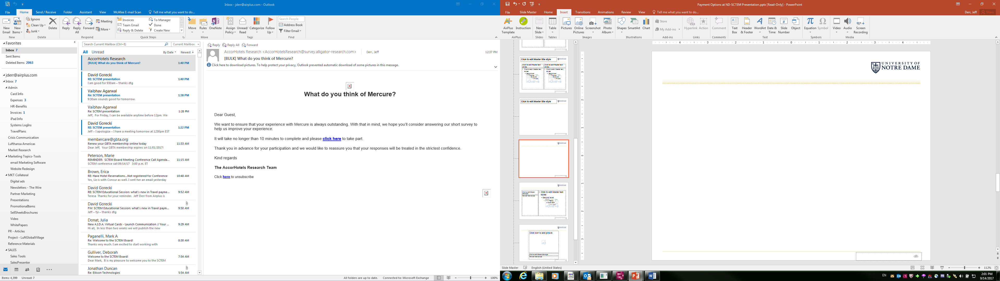 Inbox - jderr@airplus.com - Outlook
File Home Send / Receive Folder Assistant View McAfee E-mail Scan Tell me what you want to do...
New Email
New Items
New
Ignore
Clean Up
Junk
Delete
Delete
Reply
Reply All
Forward
Meeting
More
Respond
Invoices
Team Email
Reply & Delete
To Manager
Done
Create New
Quick Steps
Move
Rules
OneNote
Move
Assign Policy
Unread/ Read
Categorize
Follow Up
Tags
Search People
Address Book
Filter Email
Find
Favorites
Inbox 7
Sent Items
Deleted Items 2063
jderr@airplus.com
Inbox 7
Admin
Card Info
Expenses 3
HR-Benefits
Invoices 1
iPad Info
Systems LogIns
TravelPlans
Crisis Communication
Lufthansa Americas
Market Research
Marketing Topics-Tools
email Marketing Software
Website Redesign
MKT Collateral
Digital ads
Newsletters - The Wire
Partner Marketing
Presentations
PromotionalItems
SellSheetsBrochures
Video
WhitePapers
PR - Articles
Project - LuftGlobalVillage
Reference Materials
SALES
Sales Tools
SalesPresenter
Items: 4,399 Unread: 7
Search Current Mailbox (Ctrl+E) Current Mailbox
All Unread By Date Newest
AccorHotels Research
[BULK] What do you think of Mercure? 1:40 PM
David Gorecki
RE: SCTEM presentation 1:40 PM
I am good for 930am – thanks dtg
Vaibhav Agarwal
Re: SCTEM presentation 1:38 PM
9:30am sounds good for tomorrow.
Vaibhav Agarwal
Re: SCTEM presentation 1:28 PM
Jeff, For Friday, I can be available anytime before 12pm. We
David Gorecki
RE: SCTEM presentation 1:22 PM
Jeff – I apologize – I have a meeting tomorrow at 1230pm EST
membercare@gbta.org
Renew your GBTA membership online today 11:33 AM
Dear Jeff, Your GBTA membership expires on 11/01/2017!
Peterson, Marie
REMINDER: SCTEM Board Meeting Conference Call Agenda... 11:15 AM
SCTEM conference call 09/14/17 3:00 p.m. ET
Brown, Erica
RE: Have Hotel Reservations...Not registered for Conference 10:48 AM
Yes, Liz is with Concur as well. I sent her an email yesterday
David Gorecki
RE: SCTEM Educational Session: what's new in Travel payme... 9:52 AM
Teresa Thanks for your reminder. Jeff Derr from Airplus is
David Gorecki
FW: SCTEM Educational Session: what's new in Travel paym... 9:50 AM
Jeff – fyi – thanks dtg
Donat, Julia
New A.I.D.A. Virtual Cards - Launch Communication // Your ... 9:29 AM
Hi all, In less than two weeks we will publish the new
Paganelli, Mark A
Re: Welcome to the SCTEM Board! 8:30 AM
Thanks very much. I am excited to start working with
Gulliver, Deborah
Welcome to the SCTEM Board! 7:54 AM
Dear Mark, It is my pleasure to welcome you to the SCTEM
Jonathan Duncan
Re: Ellison Technologies 5:54 AM
Reply Reply All Forward
AccorHotels Research <AccorHotelsResearch@survey.alligator-research.com> Derr, Jeff 12:37 PM
[BULK] What do you think of Mercure?
Click here to download pictures. To help protect your privacy, Outlook prevented automatic download of some pictures in this message.
What do you think of Mercure?
Dear Guest,
We want to ensure that your experience with Mercure is always outstanding. With that in mind, we hope you'll consider answering our short survey to
help us improve your experience.
It will take no longer than 10 minutes to complete and please click here to take part.
Thank you in advance for your participation and we would like to reassure you that your responses will be treated in the strictest confidence.
Kind regards
The AccorHotels Research Team
Click here to unsubscribe
All folders are up to date. Connected to: Microsoft Exchange 100%
Payment Options at ND-SCTEM Presentation.pptx [Read-Only] - PowerPoint
File Slide Master Home Insert Transitions Animations Review View Tell me what you want to do... Derr, Jeff Share
AirPlus Template
Instruction
AirPlus
New Slide
Slides
Table
Tables
Pictures
Online Pictures
Screenshot
Photo Album
Images
Shapes
SmartArt
Chart
Illustrations
Store
My Add-ins
Add-ins
Hyperlink
Action
Links
Comment
Comments
Text Box
Header & Footer
WordArt
Date & Time
Slide Number
Object
Text
Equation
Symbol
Symbols
Video
Audio
Screen Recording
Media
Click to edit Master title style
Click to edit Master text styles
Click to edit Master text styles
Click to edit Master title style
Click to edit Master title style
Click to edit Master text styles
Second level
Click icon to add picture
Click to edit Master title style
UNIVERSITY OF
NOTRE DAME
‹#›
Slide Master English (United States) 112%
EN 2:01 PM
9/14/2017